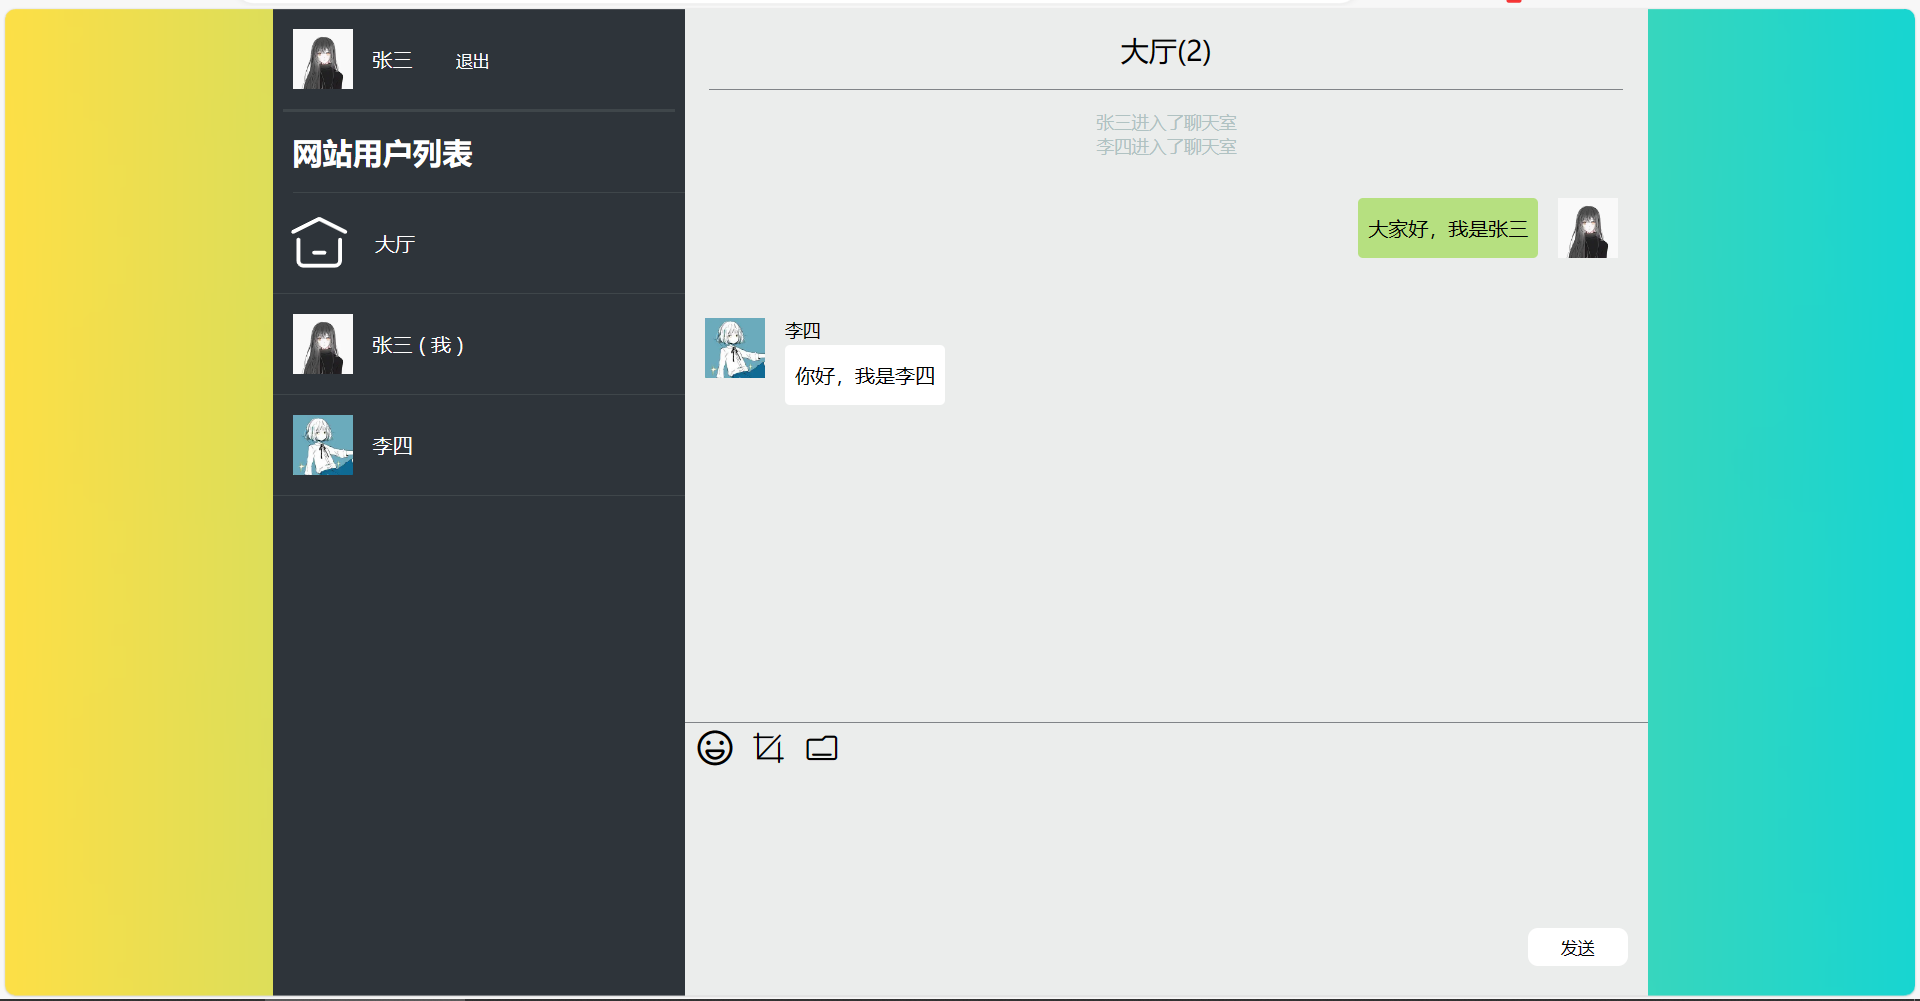 张三
退出
网站用户列表
大厅
张三 ( 我 )
李四
大厅(2)
张三进入了聊天室
李四进入了聊天室
大家好，我是张三
李四
你好，我是李四
发送